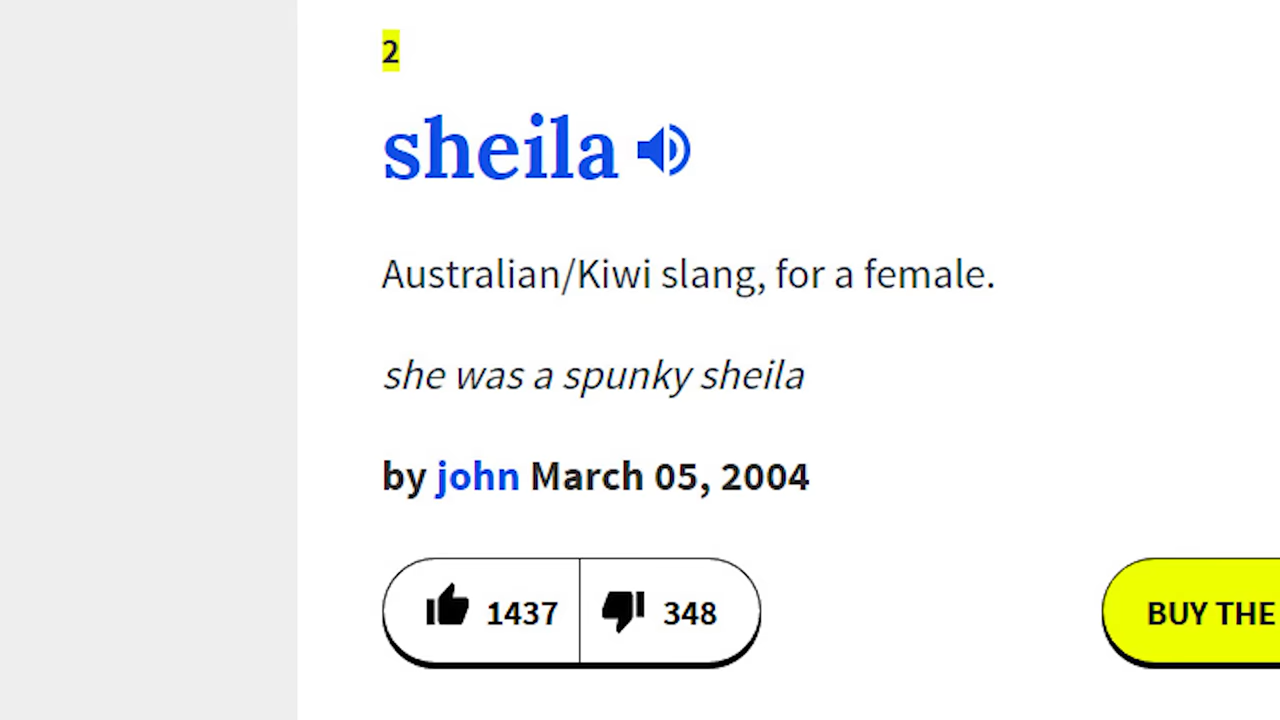 2
sheila
Australian/Kiwi slang, for a female.
she was a spunky sheila
by john March 05, 2004
1437 348
BUY THE